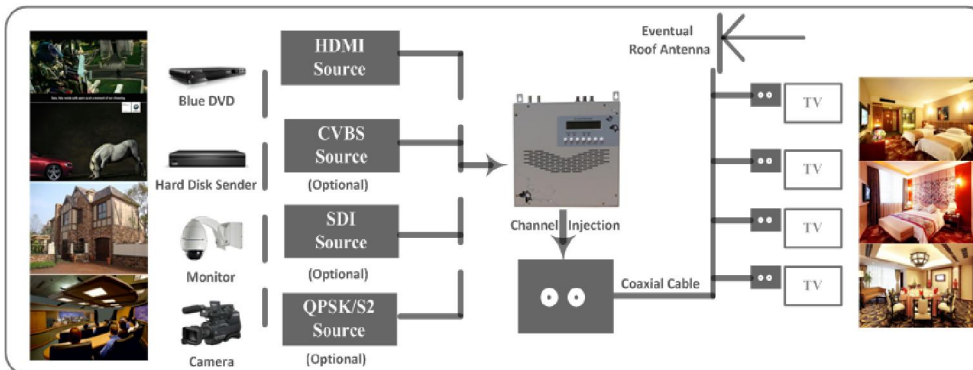 Blue DVD
Hard Disk Sender
Monitor
Camera
HDMI
Source
CVBS
Source
(Optional)
SDI
Source
(Optional)
QPSK/S2
Source
(Optional)
Channel Injection
Coaxial Cable
Eventual
Roof Antenna
TV
TV
TV
TV